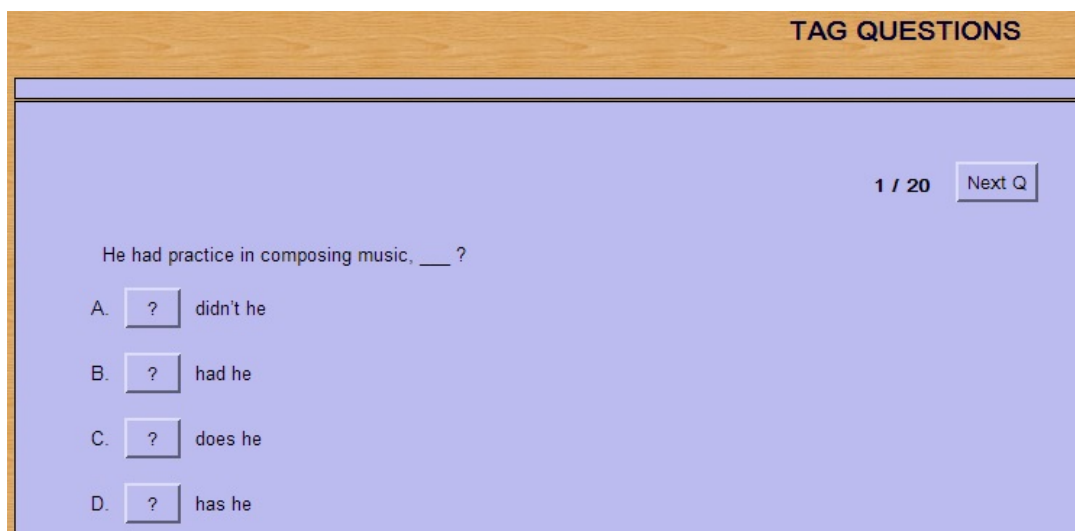 TAG QUESTIONS
1 / 20 Next Q
He had practice in composing music, ___ ?
A. ? didn't he
B. ? had he
C. ? does he
D. ? has he